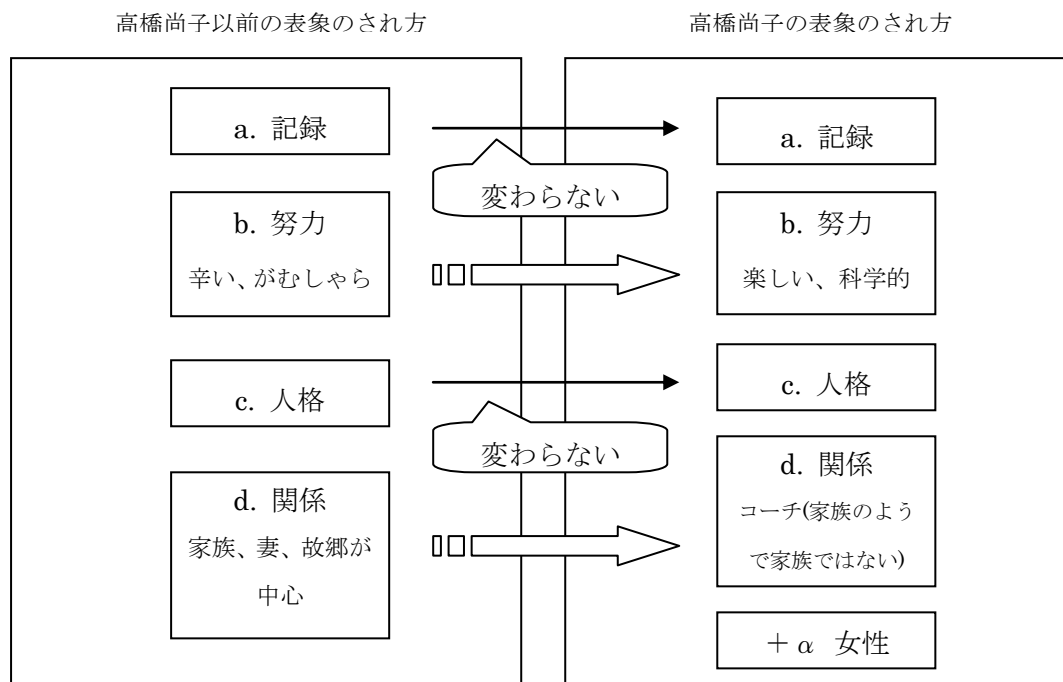 高橋尚子以前の表象のされ方
高橋尚子の表象のされ方
a. 記録
a. 記録
変わらない
b. 努力
辛い、がむしゃら
b. 努力
楽しい、科学的
c. 人格
c. 人格
変わらない
d. 関係
家族、妻、故郷が
中心
d. 関係
コーチ(家族のよう
で家族ではない)
＋α 女性